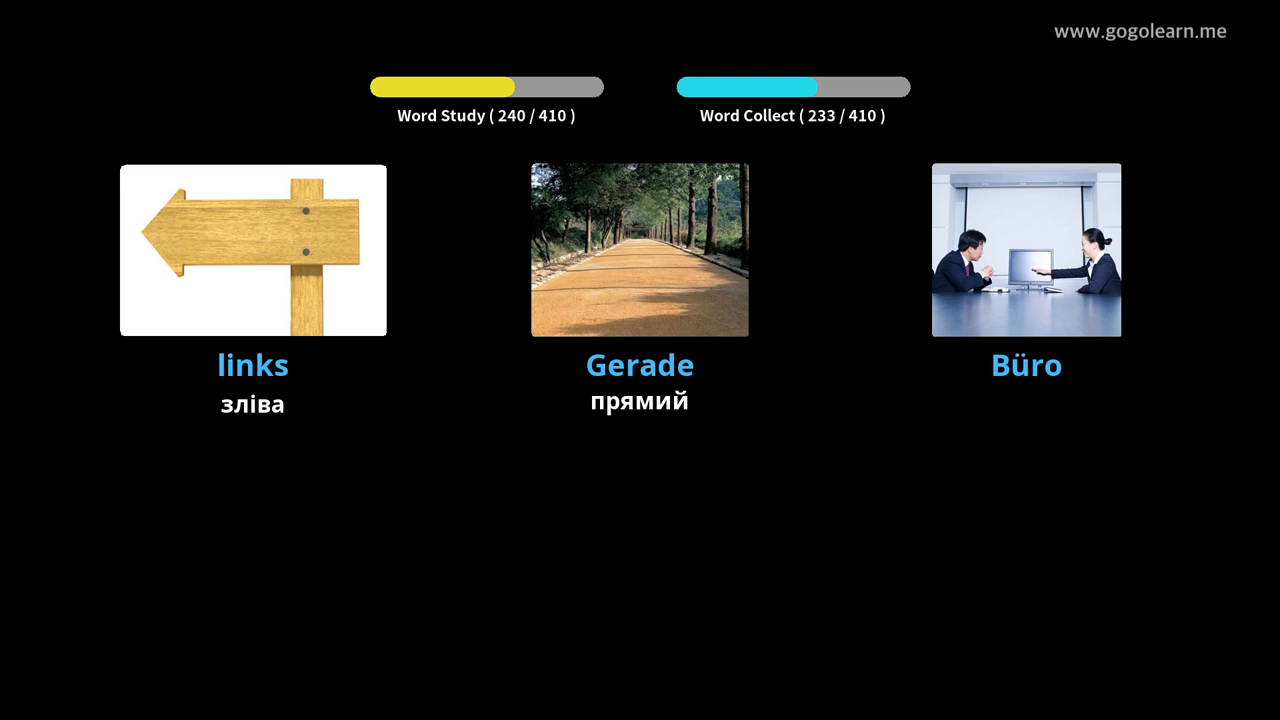 www.gogolearn.me
Word Study ( 240 / 410 )
Word Collect ( 233 / 410 )
links
зліва
Gerade
прямий
Büro